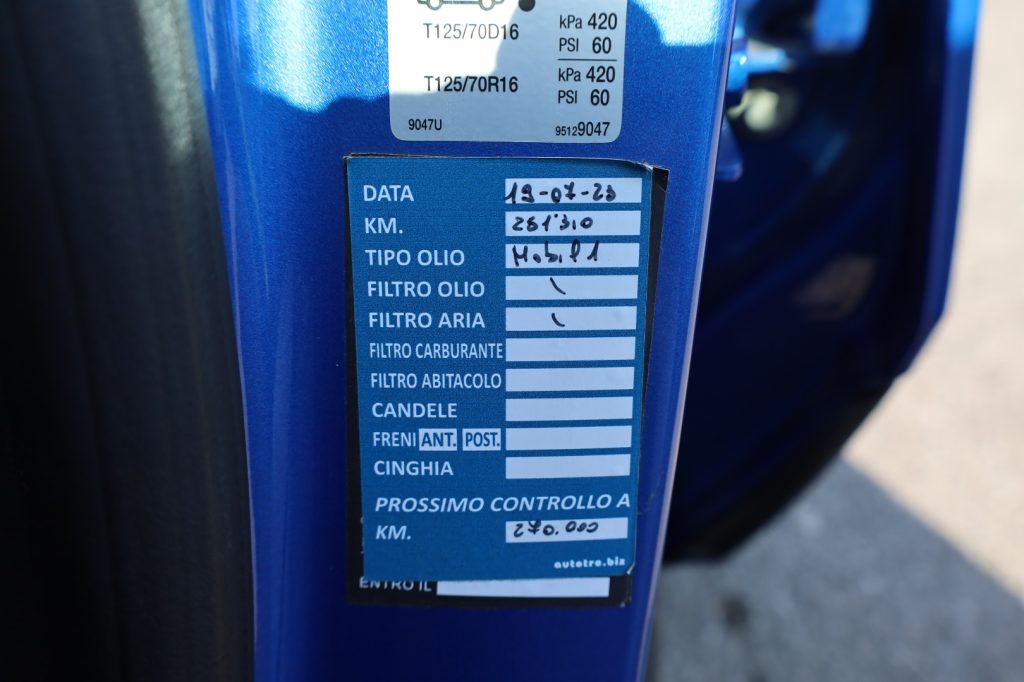 T125/70D16 kPa 420
PSI 60
T125/70R16 kPa 420
PSI 60
9047U 95129047
DATA 19-07-23
KM.
TIPO OLIO Mobil 1
FILTRO OLIO \
FILTRO ARIA \
FILTRO CARBURANTE
FILTRO ABITACOLO
CANDELE
FRENI ANT. POST.
CINGHIA
PROSSIMO CONTROLLO A
KM. 270.000
autotre.biz
ENTRO IL